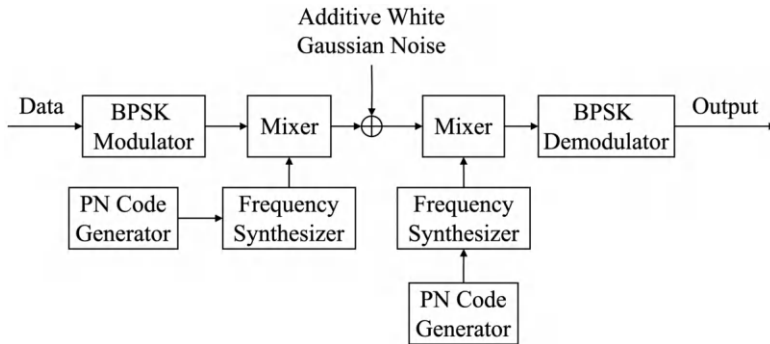 Additive White
Gaussian Noise
Data
BPSK
Modulator
Mixer
Mixer
BPSK
Demodulator
Output
PN Code
Generator
Frequency
Synthesizer
Frequency
Synthesizer
PN Code
Generator